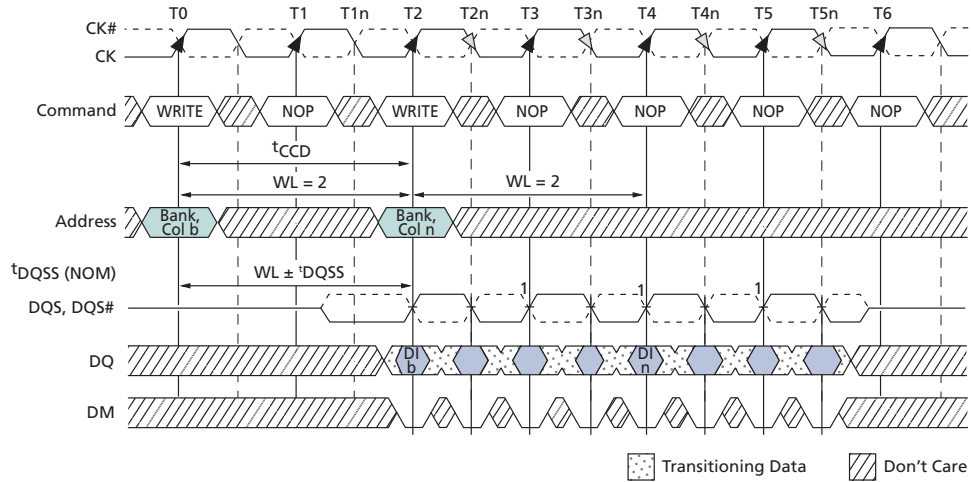 T0 T1 T1n T2 T2n T3 T3n T4 T4n T5 T5n T6
CK#
CK
Command WRITE NOP WRITE NOP NOP NOP NOP
tCCD
WL = 2 WL = 2
Address Bank, Col b Bank, Col n
tDQSS (NOM)
WL ± tDQSS
DQS, DQS# 1 1 1
DQ DI b DI n
DM
Transitioning Data Don't Care